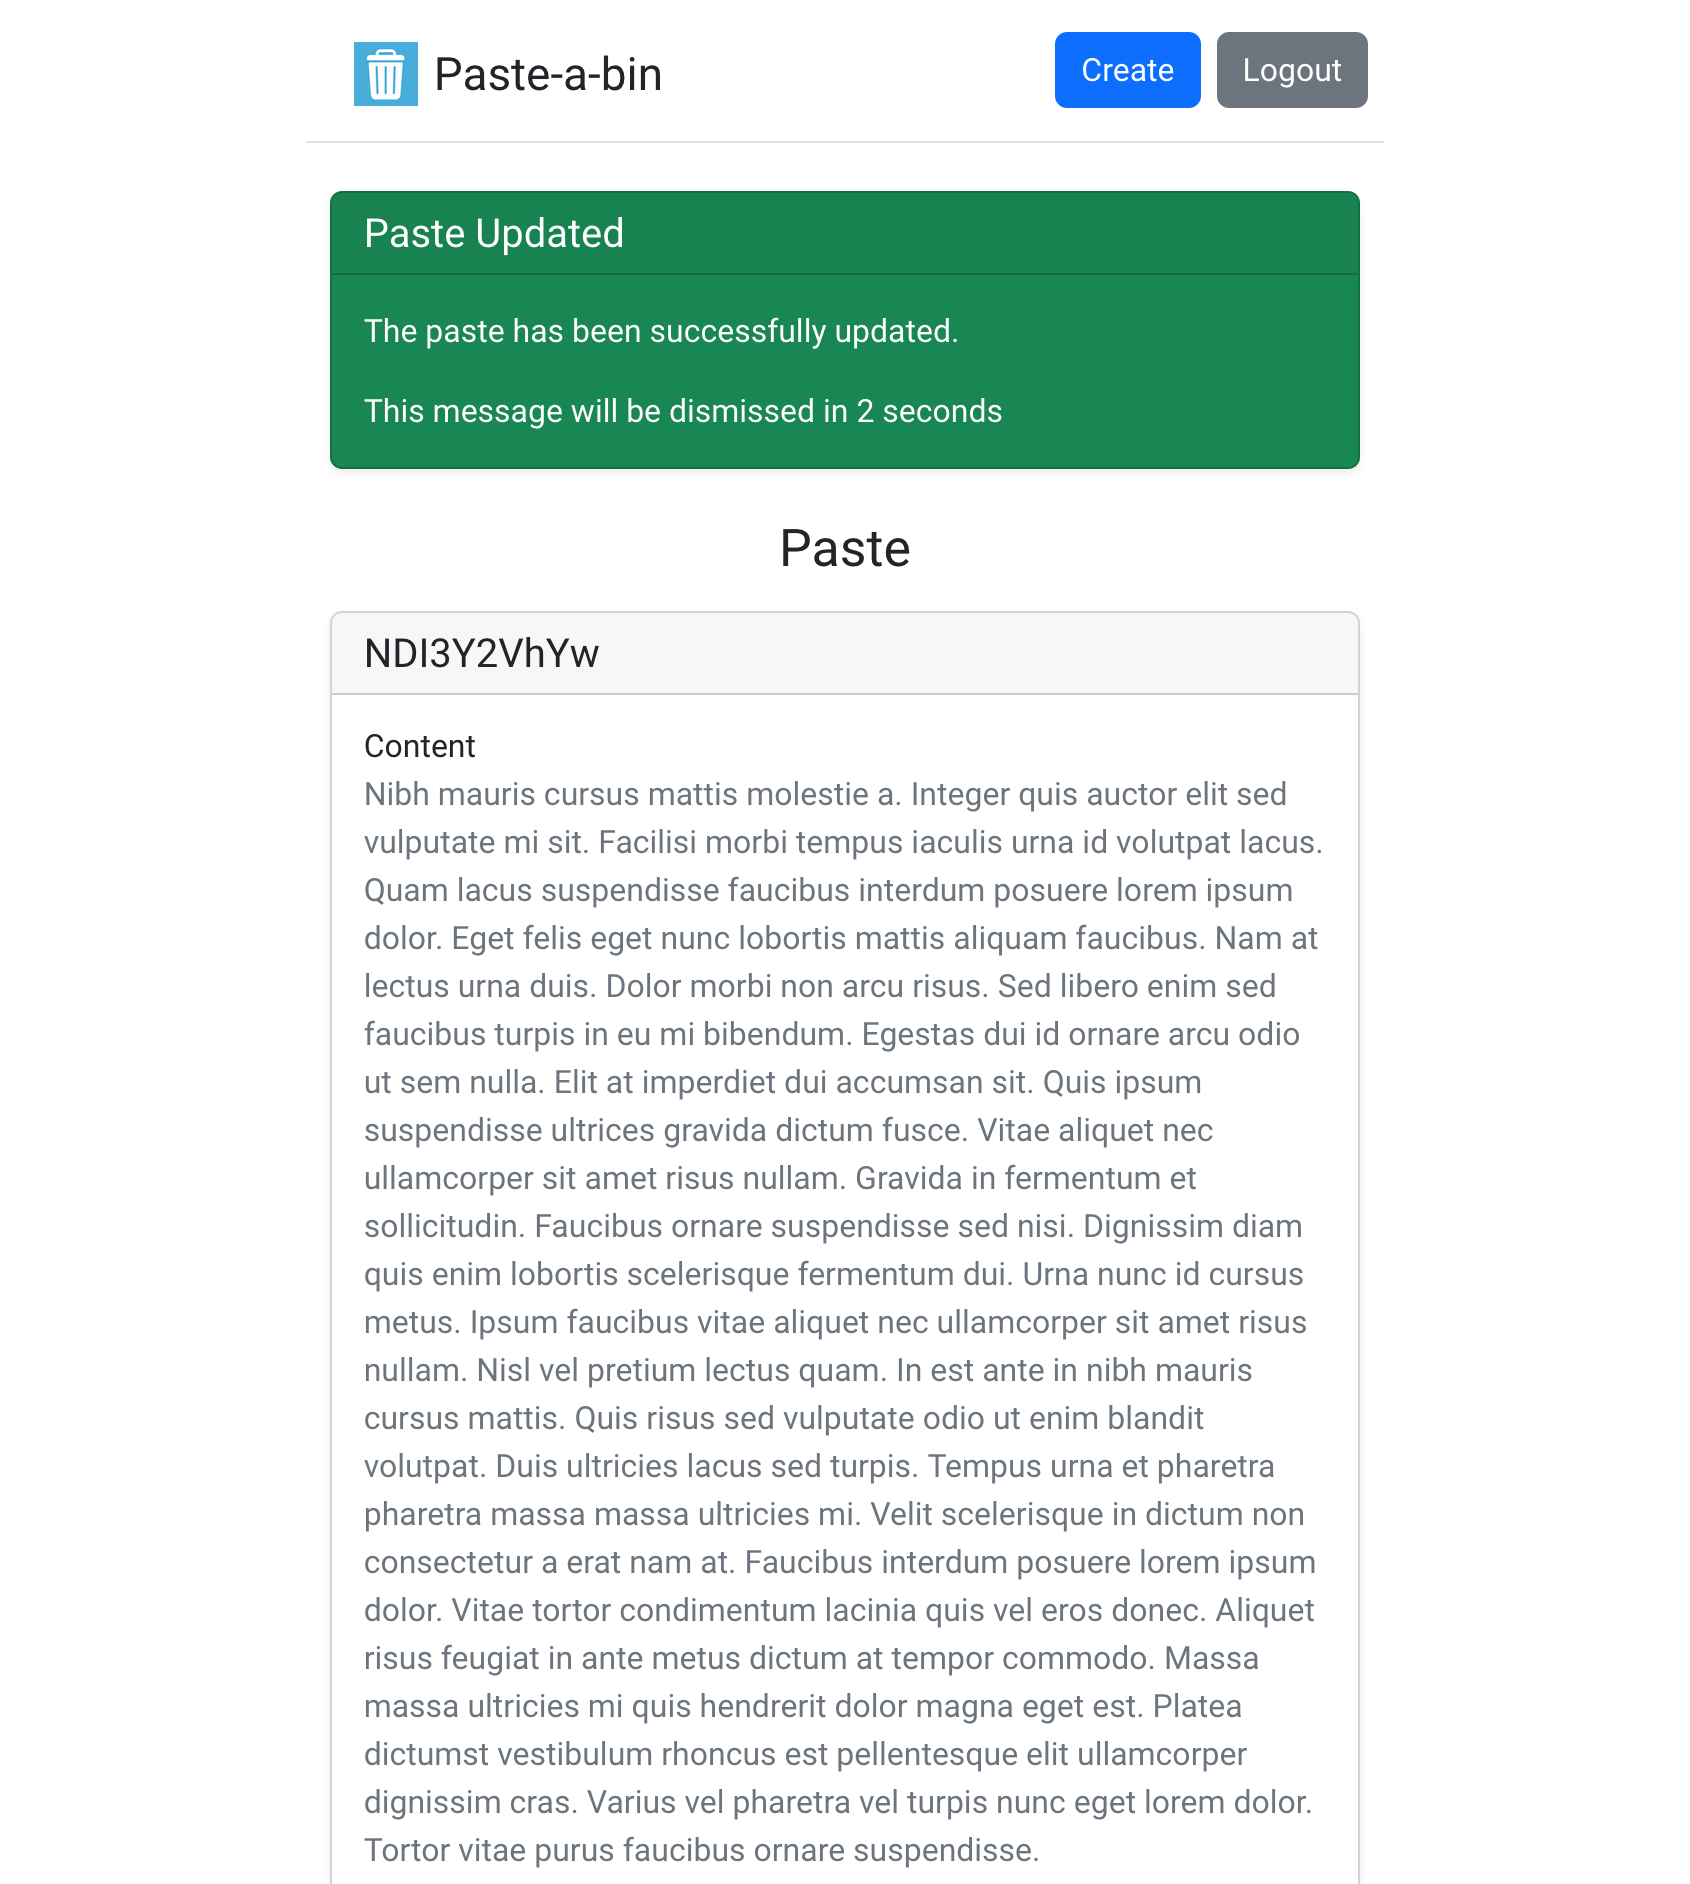 Paste-a-bin
Create
Logout
Paste Updated
The paste has been successfully updated.
This message will be dismissed in 2 seconds
Paste
NDI3Y2VhYw
Content
Nibh mauris cursus mattis molestie a. Integer quis auctor elit sed
vulputate mi sit. Facilisi morbi tempus iaculis urna id volutpat lacus.
Quam lacus suspendisse faucibus interdum posuere lorem ipsum
dolor. Eget felis eget nunc lobortis mattis aliquam faucibus. Nam at
lectus urna duis. Dolor morbi non arcu risus. Sed libero enim sed
faucibus turpis in eu mi bibendum. Egestas dui id ornare arcu odio
ut sem nulla. Elit at imperdiet dui accumsan sit. Quis ipsum
suspendisse ultrices gravida dictum fusce. Vitae aliquet nec
ullamcorper sit amet risus nullam. Gravida in fermentum et
sollicitudin. Faucibus ornare suspendisse sed nisi. Dignissim diam
quis enim lobortis scelerisque fermentum dui. Urna nunc id cursus
metus. Ipsum faucibus vitae aliquet nec ullamcorper sit amet risus
nullam. Nisl vel pretium lectus quam. In est ante in nibh mauris
cursus mattis. Quis risus sed vulputate odio ut enim blandit
volutpat. Duis ultricies lacus sed turpis. Tempus urna et pharetra
pharetra massa massa ultricies mi. Velit scelerisque in dictum non
consectetur a erat nam at. Faucibus interdum posuere lorem ipsum
dolor. Vitae tortor condimentum lacinia quis vel eros donec. Aliquet
risus feugiat in ante metus dictum at tempor commodo. Massa
massa ultricies mi quis hendrerit dolor magna eget est. Platea
dictumst vestibulum rhoncus est pellentesque elit ullamcorper
dignissim cras. Varius vel pharetra vel turpis nunc eget lorem dolor.
Tortor vitae purus faucibus ornare suspendisse.